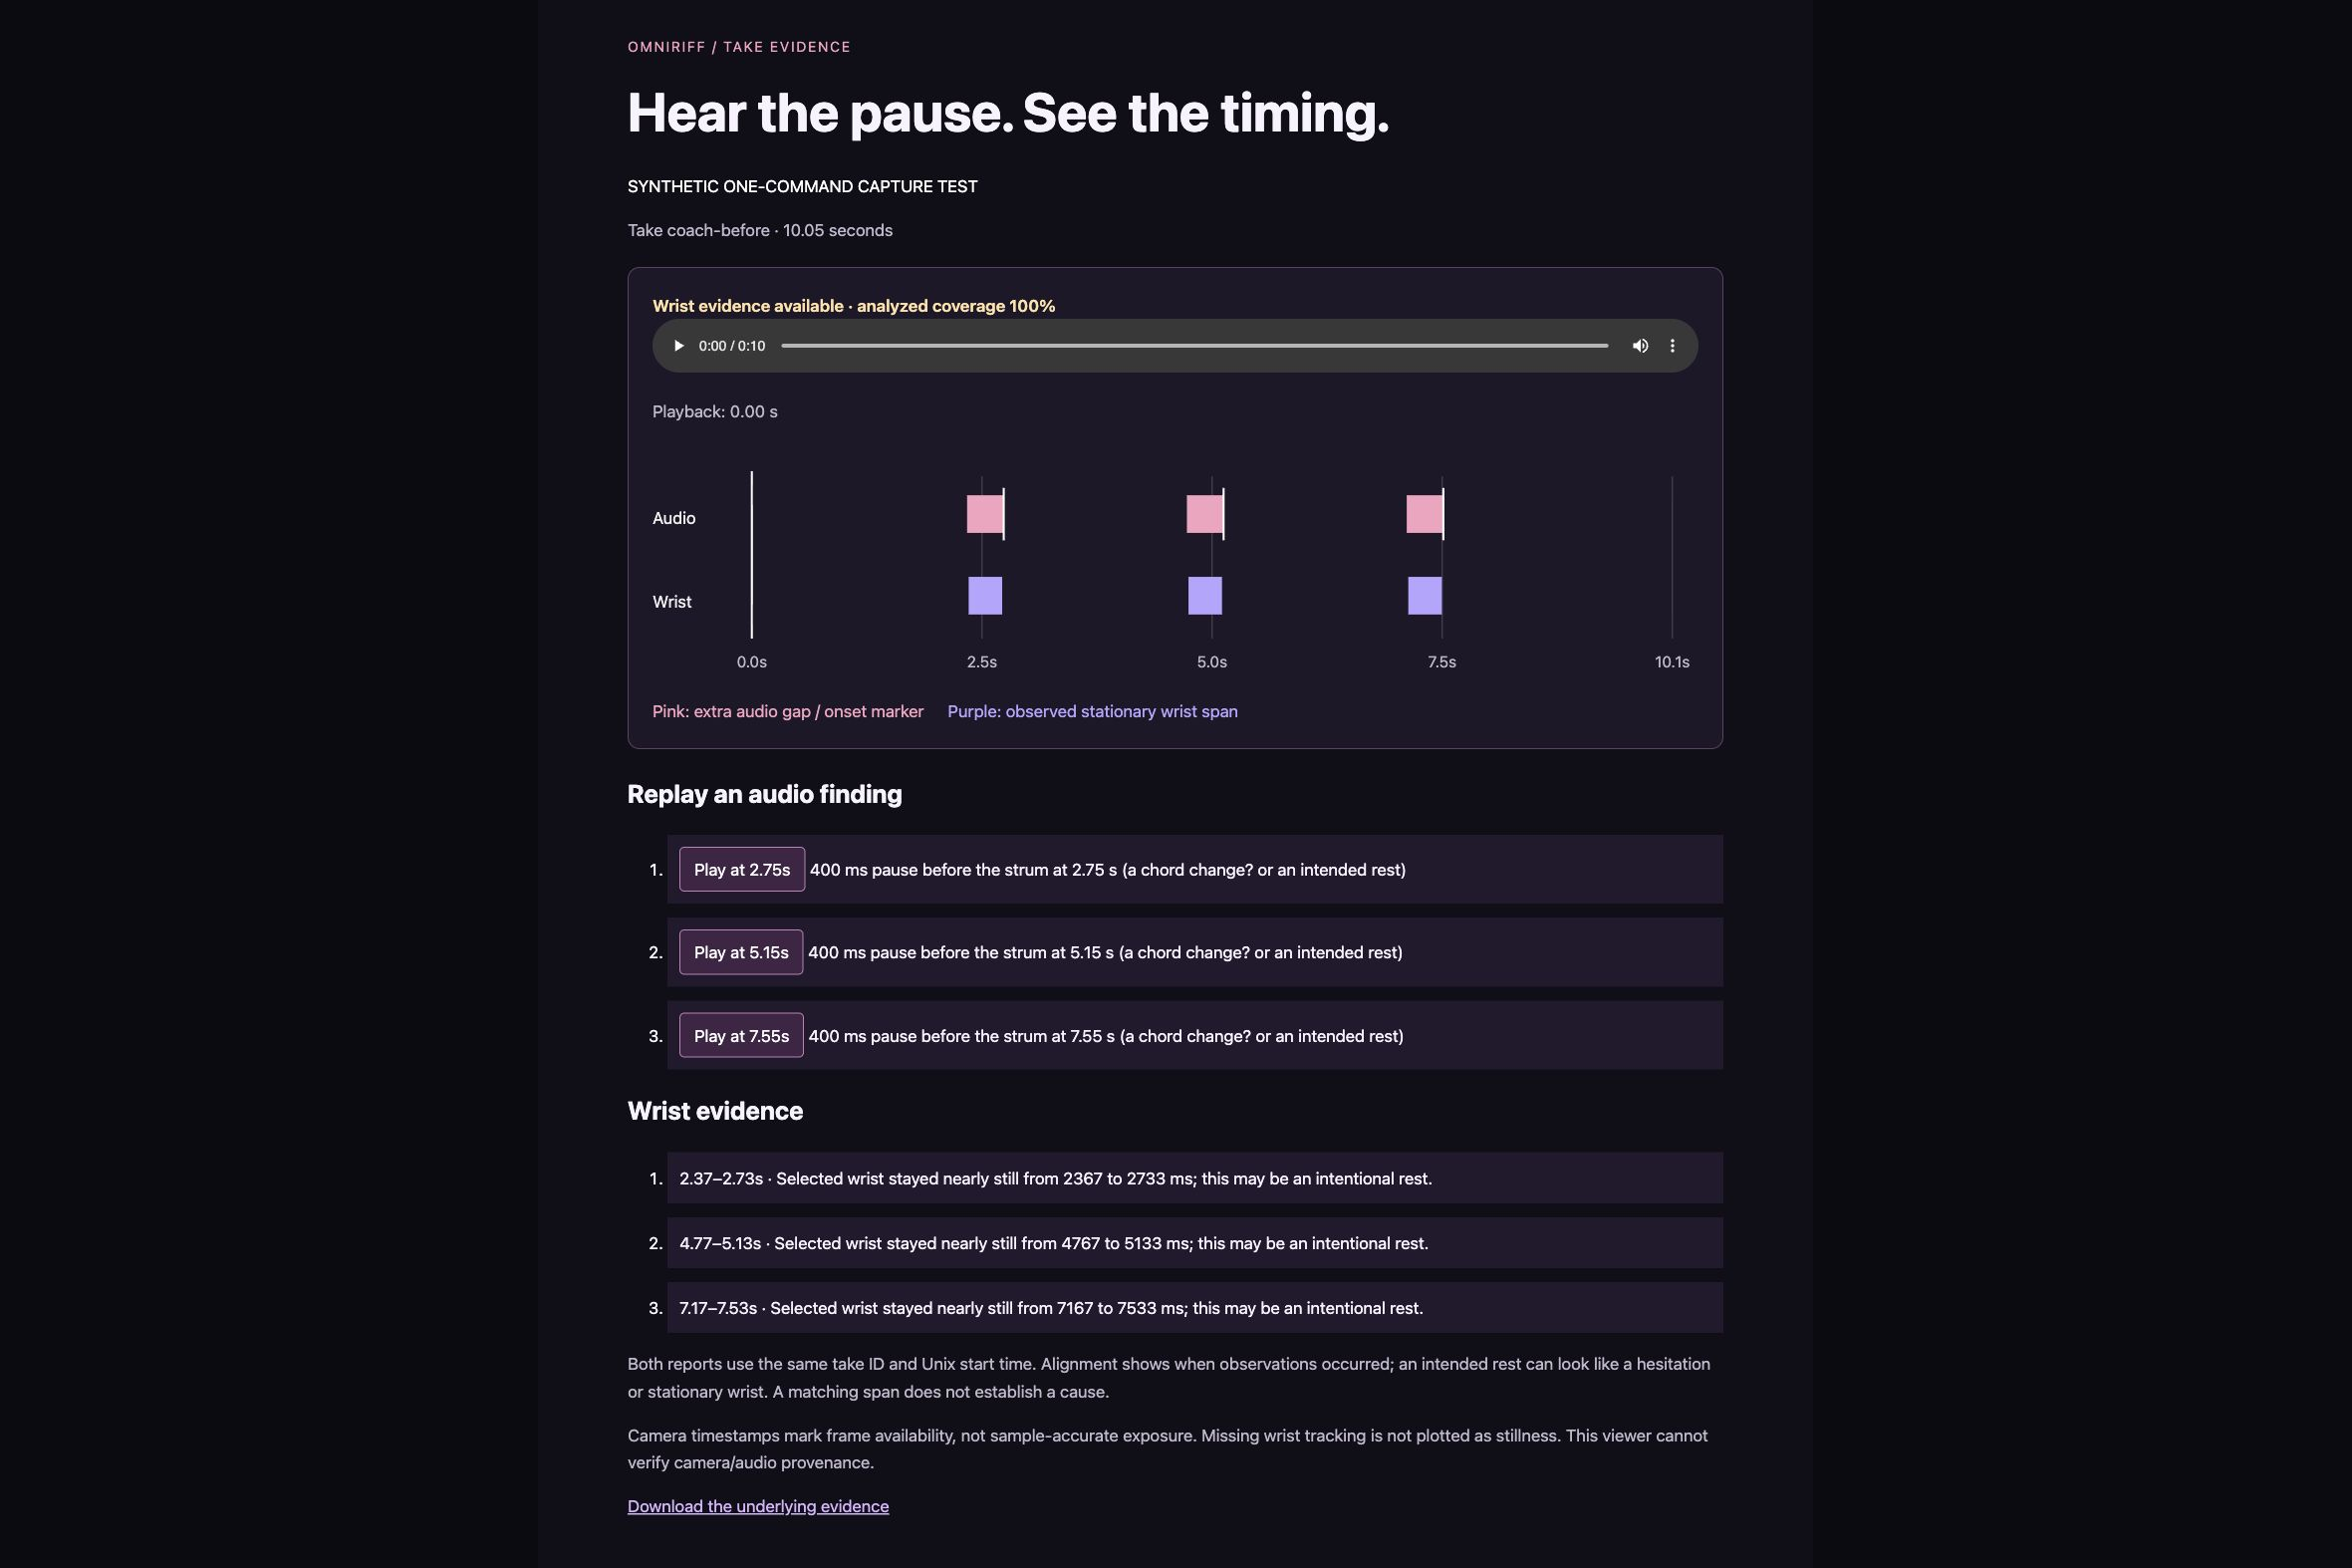 OMNIRIFF / TAKE EVIDENCE
Hear the pause. See the timing.
SYNTHETIC ONE-COMMAND CAPTURE TEST
Take coach-before · 10.05 seconds
Wrist evidence available · analyzed coverage 100%
0:00 / 0:10
Playback: 0.00 s
Audio
Wrist
0.0s 2.5s 5.0s 7.5s 10.1s
Pink: extra audio gap / onset marker Purple: observed stationary wrist span
Replay an audio finding
1. Play at 2.75s 400 ms pause before the strum at 2.75 s (a chord change? or an intended rest)
2. Play at 5.15s 400 ms pause before the strum at 5.15 s (a chord change? or an intended rest)
3. Play at 7.55s 400 ms pause before the strum at 7.55 s (a chord change? or an intended rest)
Wrist evidence
1. 2.37–2.73s · Selected wrist stayed nearly still from 2367 to 2733 ms; this may be an intentional rest.
2. 4.77–5.13s · Selected wrist stayed nearly still from 4767 to 5133 ms; this may be an intentional rest.
3. 7.17–7.53s · Selected wrist stayed nearly still from 7167 to 7533 ms; this may be an intentional rest.
Both reports use the same take ID and Unix start time. Alignment shows when observations occurred; an intended rest can look like a hesitation
or stationary wrist. A matching span does not establish a cause.
Camera timestamps mark frame availability, not sample-accurate exposure. Missing wrist tracking is not plotted as stillness. This viewer cannot
verify camera/audio provenance.
Download the underlying evidence